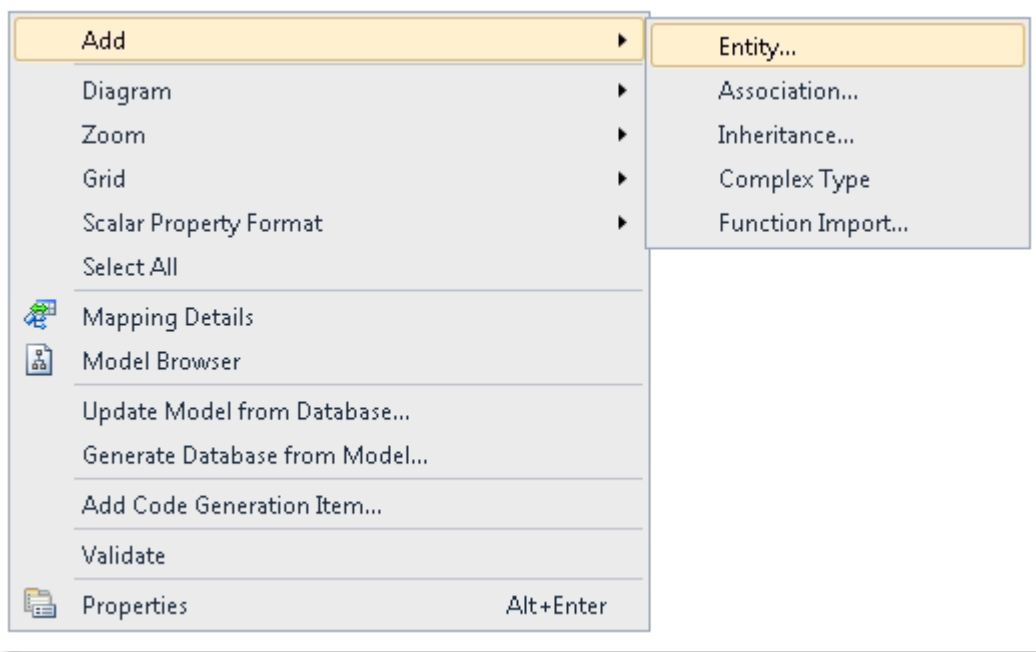 Add
Entity...
Diagram
Association...
Zoom
Inheritance...
Grid
Complex Type
Scalar Property Format
Function Import...
Select All
Mapping Details
Model Browser
Update Model from Database...
Generate Database from Model...
Add Code Generation Item...
Validate
Properties Alt+Enter